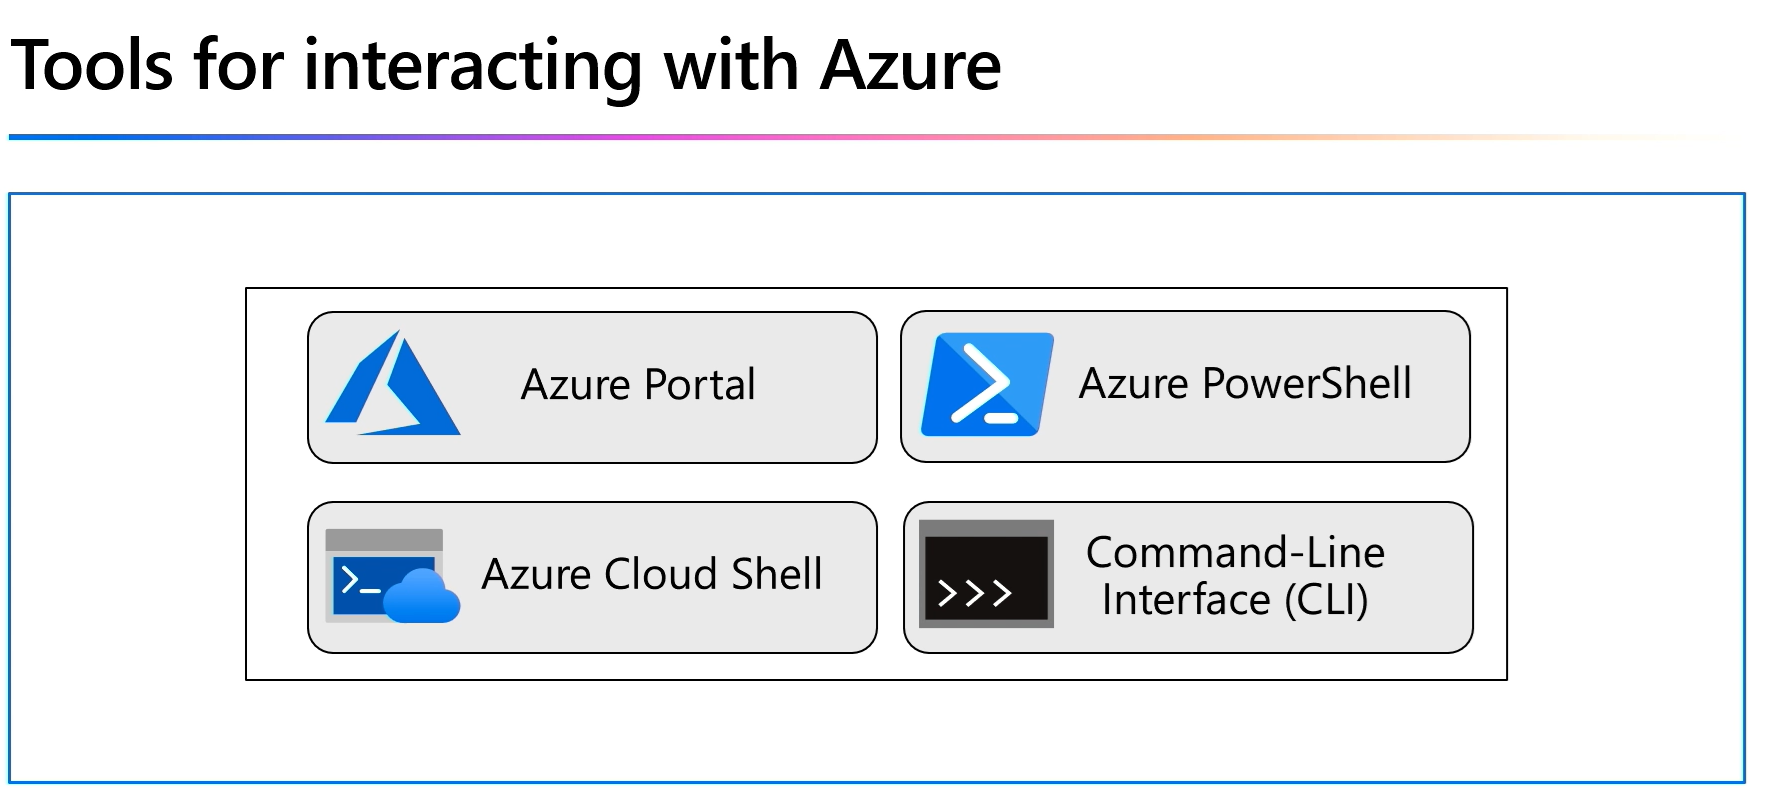 Tools for interacting with Azure
Azure Portal
Azure PowerShell
Azure Cloud Shell
Command-Line
Interface (CLI)